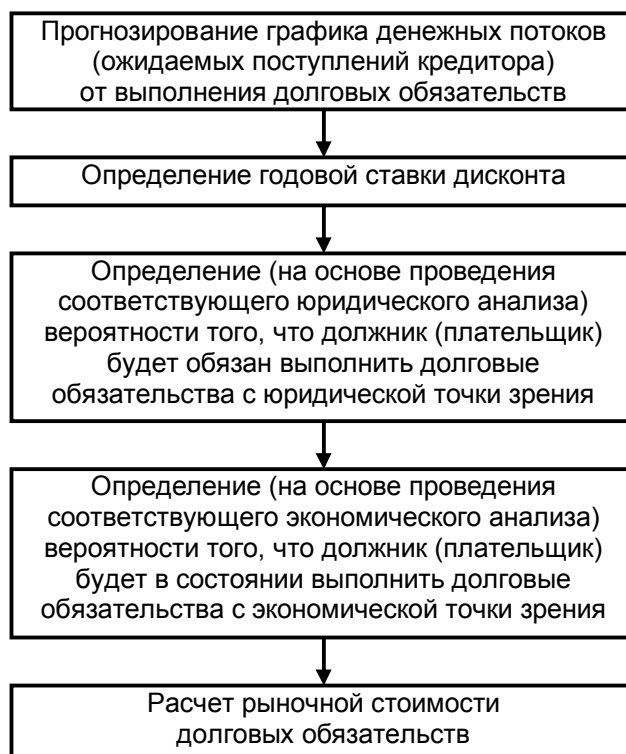 Прогнозирование графика денежных потоков
(ожидаемых поступлений кредитора)
от выполнения долговых обязательств
Определение годовой ставки дисконта
Определение (на основе проведения
соответствующего юридического анализа)
вероятности того, что должник (плательщик)
будет обязан выполнить долговые
обязательства с юридической точки зрения
Определение (на основе проведения
соответствующего экономического анализа)
вероятности того, что должник (плательщик)
будет в состоянии выполнить долговые
обязательства с экономической точки зрения
Расчет рыночной стоимости
долговых обязательств